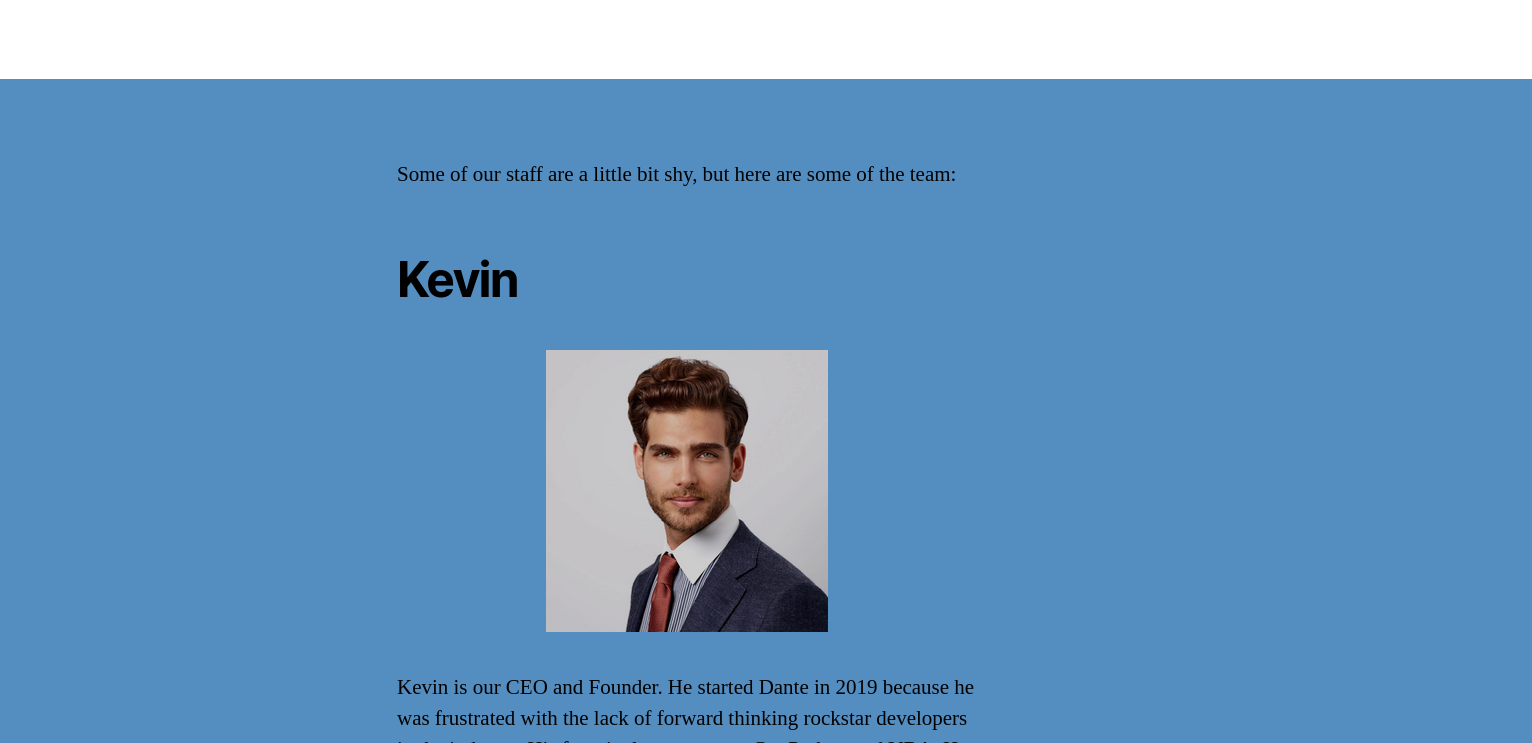 Some of our staff are a little bit shy, but here are some of the team:
Kevin
Kevin is our CEO and Founder. He started Dante in 2019 because he
was frustrated with the lack of forward thinking rockstar developers